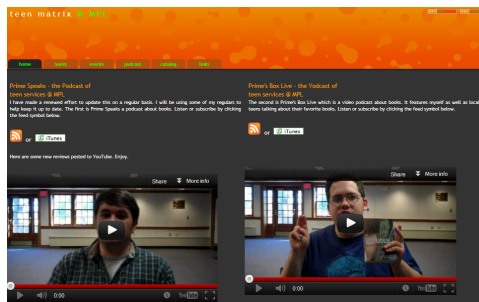 teen matrix @ MPL
home
teens
events
podcast
catalog
links
Prime Speaks - the Podcast of
teen services @ MPL
I have made a renewed effort to update this on a regular basis. I will be using some of my regulars to
help keep it up to date. The first is Prime Speaks a podcast about books. Listen or subscribe by clicking
the feed symbol below.
or iTunes
Here are some new reviews posted to YouTube. Enjoy.
Share More info
0:00
YouTube
Prime's Box Live - the Vodcast of
teen services @ MPL
The second is Prime's Box Live which is a video podcast about books. It features myself as well as local
teens talking about their favorite books. Listen or subscribe by clicking the feed symbol below.
or iTunes
Share More info
0:00
YouTube